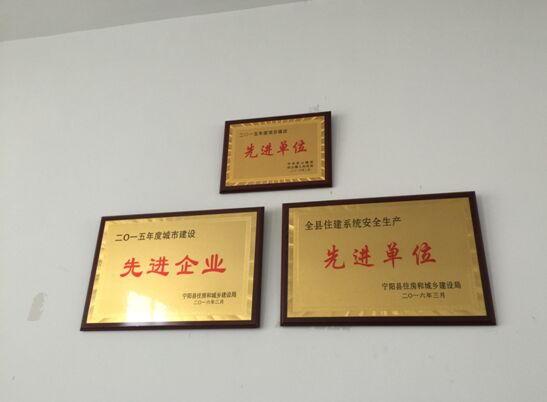 二〇一五年度项目建设
先进单位
二〇一五年度城市建设
先进企业
宁阳县住房和城乡建设局
二〇一六年三月
全县住建系统安全生产
先进单位
宁阳县住房和城乡建设局
二〇一六年三月